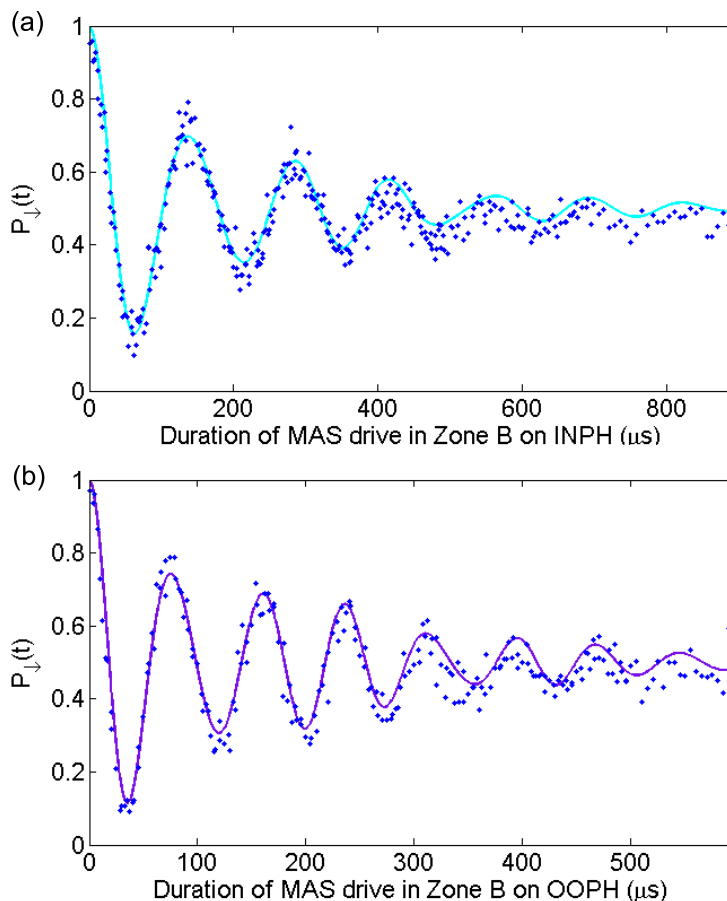 (a)
1
0.8
0.6
0.4
0.2
0
P↓(t)
0 200 400 600 800
Duration of MAS drive in Zone B on INPH (μs)
(b)
1
0.8
0.6
0.4
0.2
0
P↓(t)
0 100 200 300 400 500
Duration of MAS drive in Zone B on OOPH (μs)